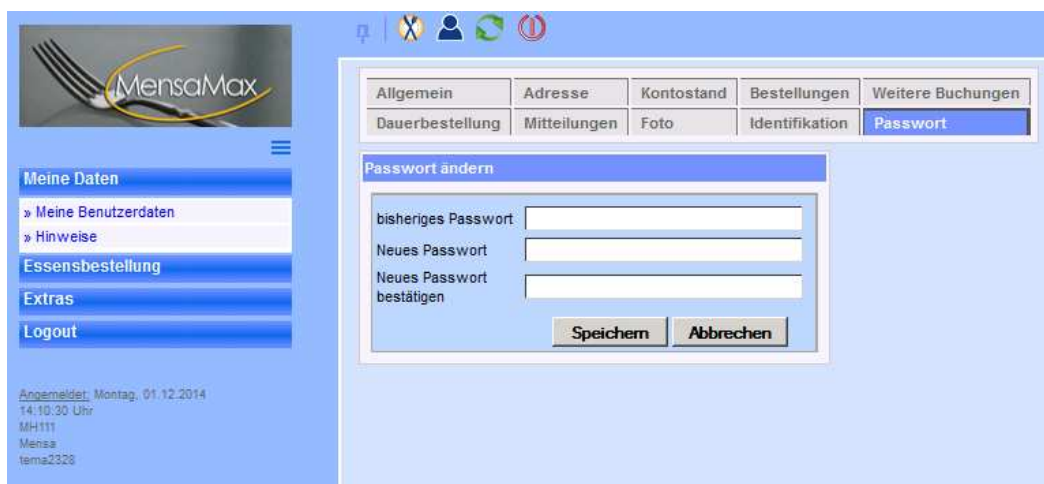 MensaMax
Meine Daten
» Meine Benutzerdaten
» Hinweise
Essensbestellung
Extras
Logout
Angemeldet: Montag, 01.12.2014
14:10:30 Uhr
MH111
Mensa
tema2328
Allgemein Adresse Kontostand Bestellungen Weitere Buchungen
Dauerbestellung Mitteilungen Foto Identifikation Passwort
Passwort ändern
bisheriges Passwort
Neues Passwort
Neues Passwort
bestätigen
Speichern Abbrechen